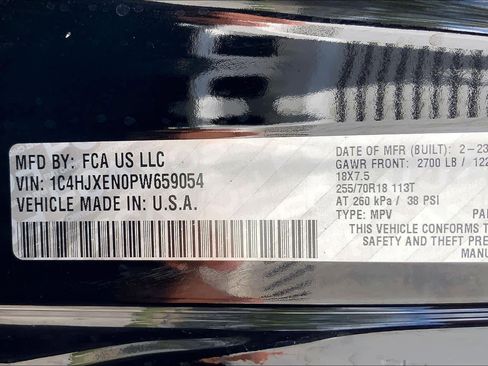 MFD BY: FCA US LLC
VIN: 1C4HJXEN0PW659054
VEHICLE MADE IN: U.S.A.
DATE OF MFR (BUILT): 2-23
GAWR FRONT: 2700 LB / 122
18X7.5
255/70R18 113T
AT 260 kPa / 38 PSI
TYPE: MPV PA
THIS VEHICLE CONFORMS T
SAFETY AND THEFT PREV